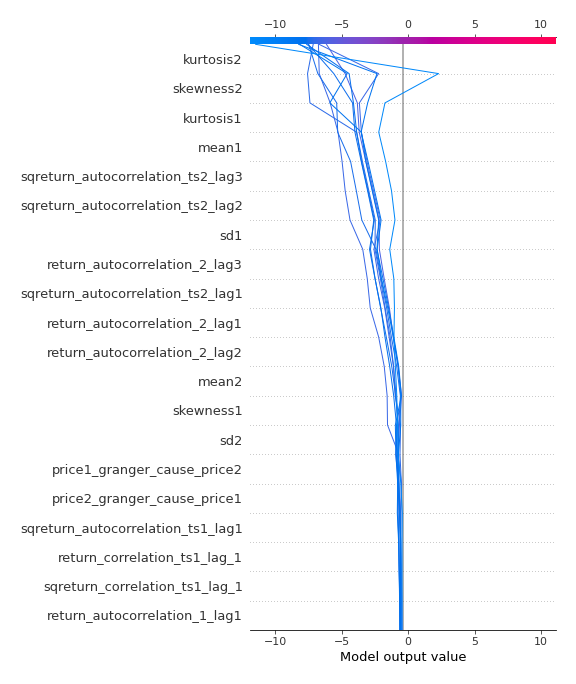 −10 −5 0 5 10
kurtosis2
skewness2
kurtosis1
mean1
sqreturn_autocorrelation_ts2_lag3
sqreturn_autocorrelation_ts2_lag2
sd1
return_autocorrelation_2_lag3
sqreturn_autocorrelation_ts2_lag1
return_autocorrelation_2_lag1
return_autocorrelation_2_lag2
mean2
skewness1
sd2
price1_granger_cause_price2
price2_granger_cause_price1
sqreturn_autocorrelation_ts1_lag1
return_correlation_ts1_lag_1
sqreturn_correlation_ts1_lag_1
return_autocorrelation_1_lag1
−10 −5 0 5 10
Model output value